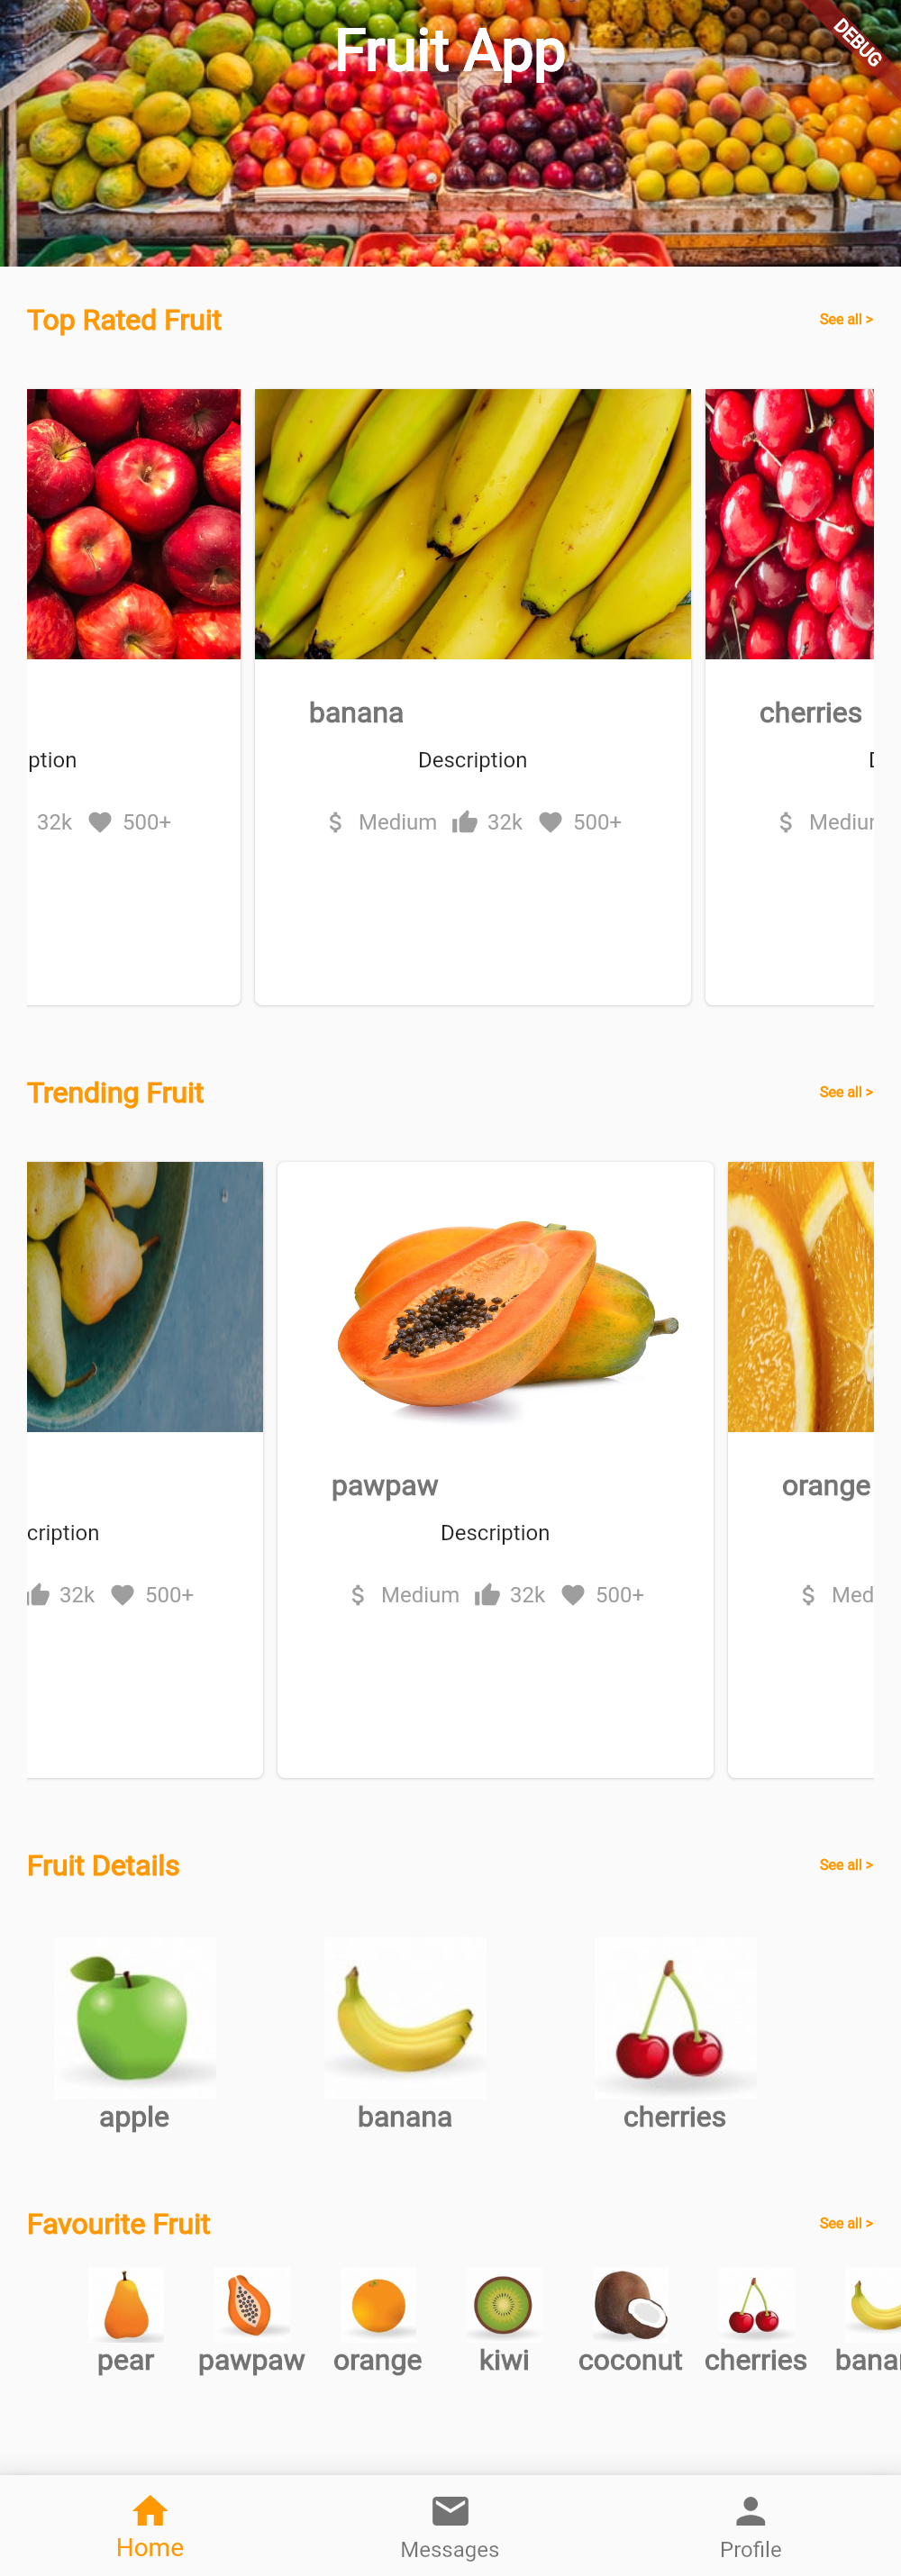 Fruit App
DEBUG
Top Rated Fruit
See all >
ption
32k 500+
banana
Description
$ Medium 32k 500+
cherries
$ Medium
Trending Fruit
See all >
cription
32k 500+
pawpaw
Description
$ Medium 32k 500+
orange
$ Med
Fruit Details
See all >
apple
banana
cherries
Favourite Fruit
See all >
pear
pawpaw
orange
kiwi
coconut
cherries
bana
Home
Messages
Profile